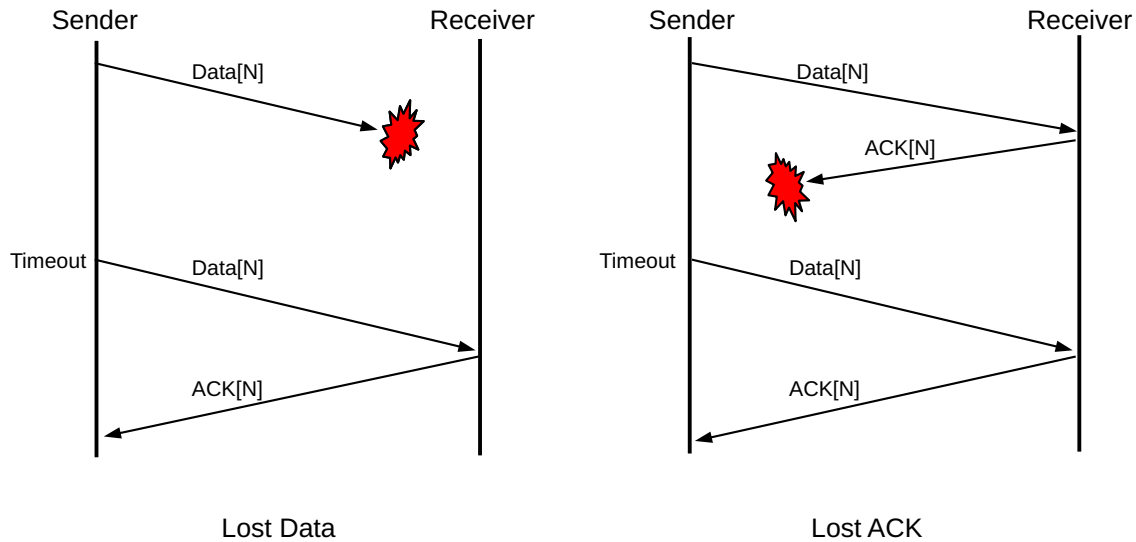 Sender
Receiver
Data[N]
Timeout
Data[N]
ACK[N]
Lost Data
Sender
Receiver
Data[N]
ACK[N]
Timeout
Data[N]
ACK[N]
Lost ACK